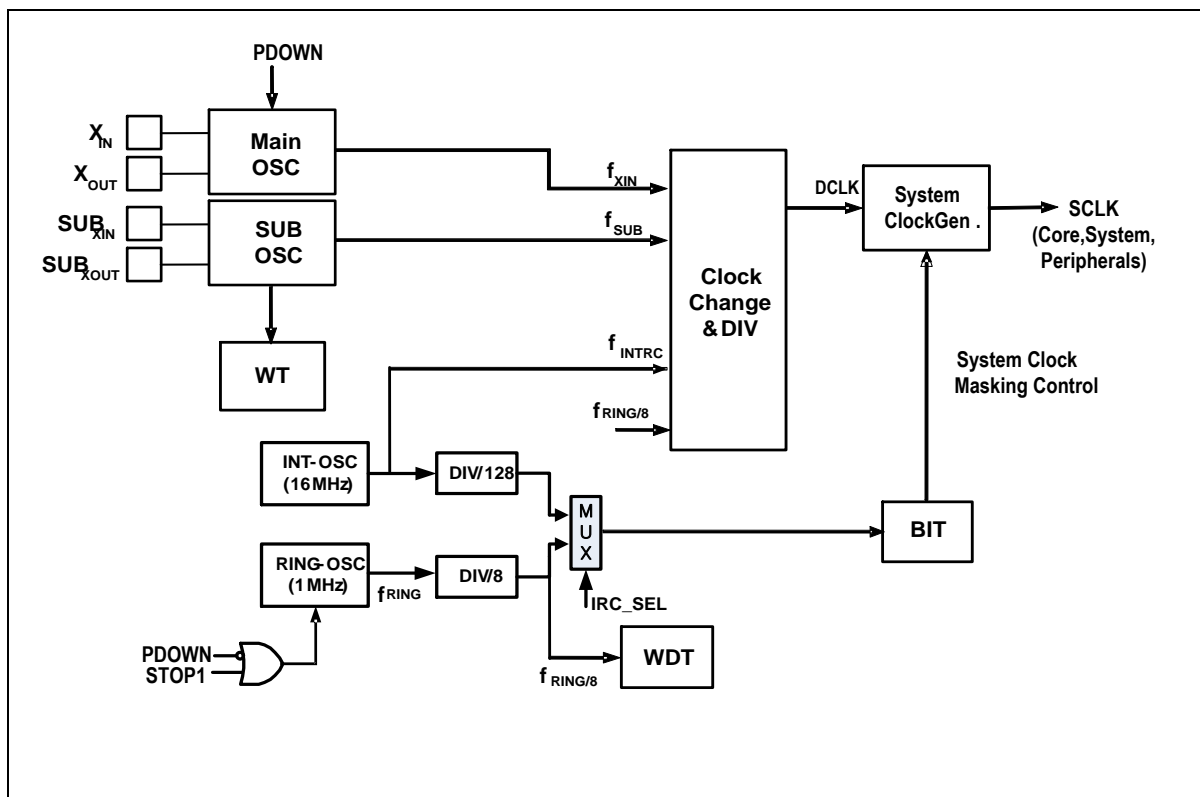 PDOWN
XIN
XOUT
SUBXIN
SUBXOUT
Main
OSC
SUB
OSC
WT
fXIN
fSUB
fINTRC
fRING/8
Clock
Change
& DIV
DCLK
System
ClockGen .
SCLK
(Core,System,
Peripherals)
System Clock
Masking Control
INT-OSC
(16MHz)
DIV/128
MUX
BIT
RING-OSC
(1MHz)
fRING
DIV/8
IRC_SEL
PDOWN
STOP1
fRING/8
WDT